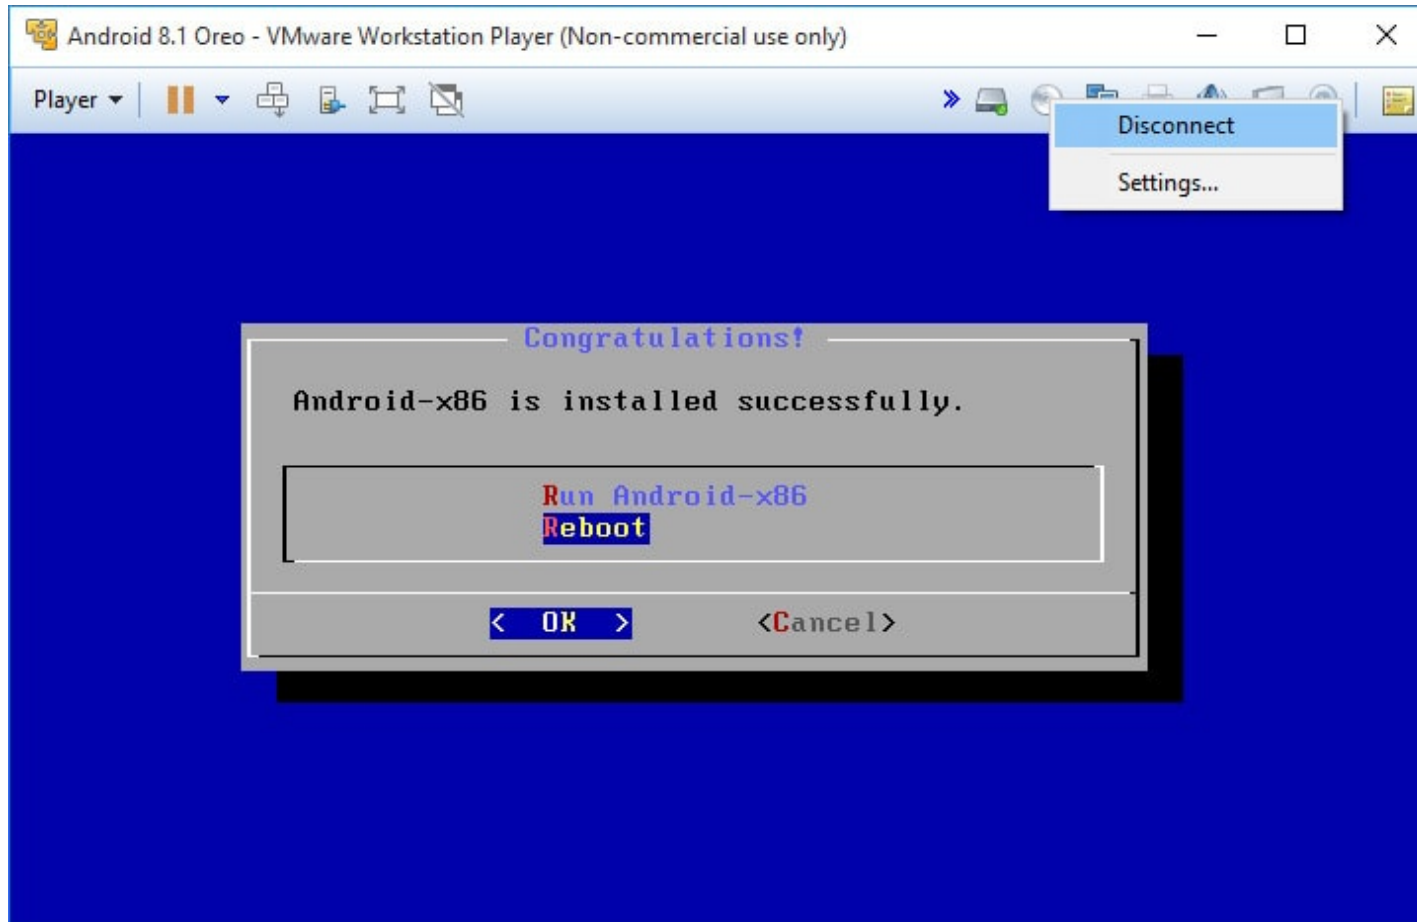 Android 8.1 Oreo - VMware Workstation Player (Non-commercial use only)
Player
Disconnect
Settings...
Congratulations!
Android-x86 is installed successfully.
Run Android-x86
Reboot
< OK > <Cancel>